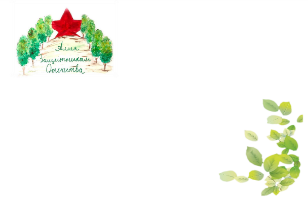 Аллея
защитников
Отечества